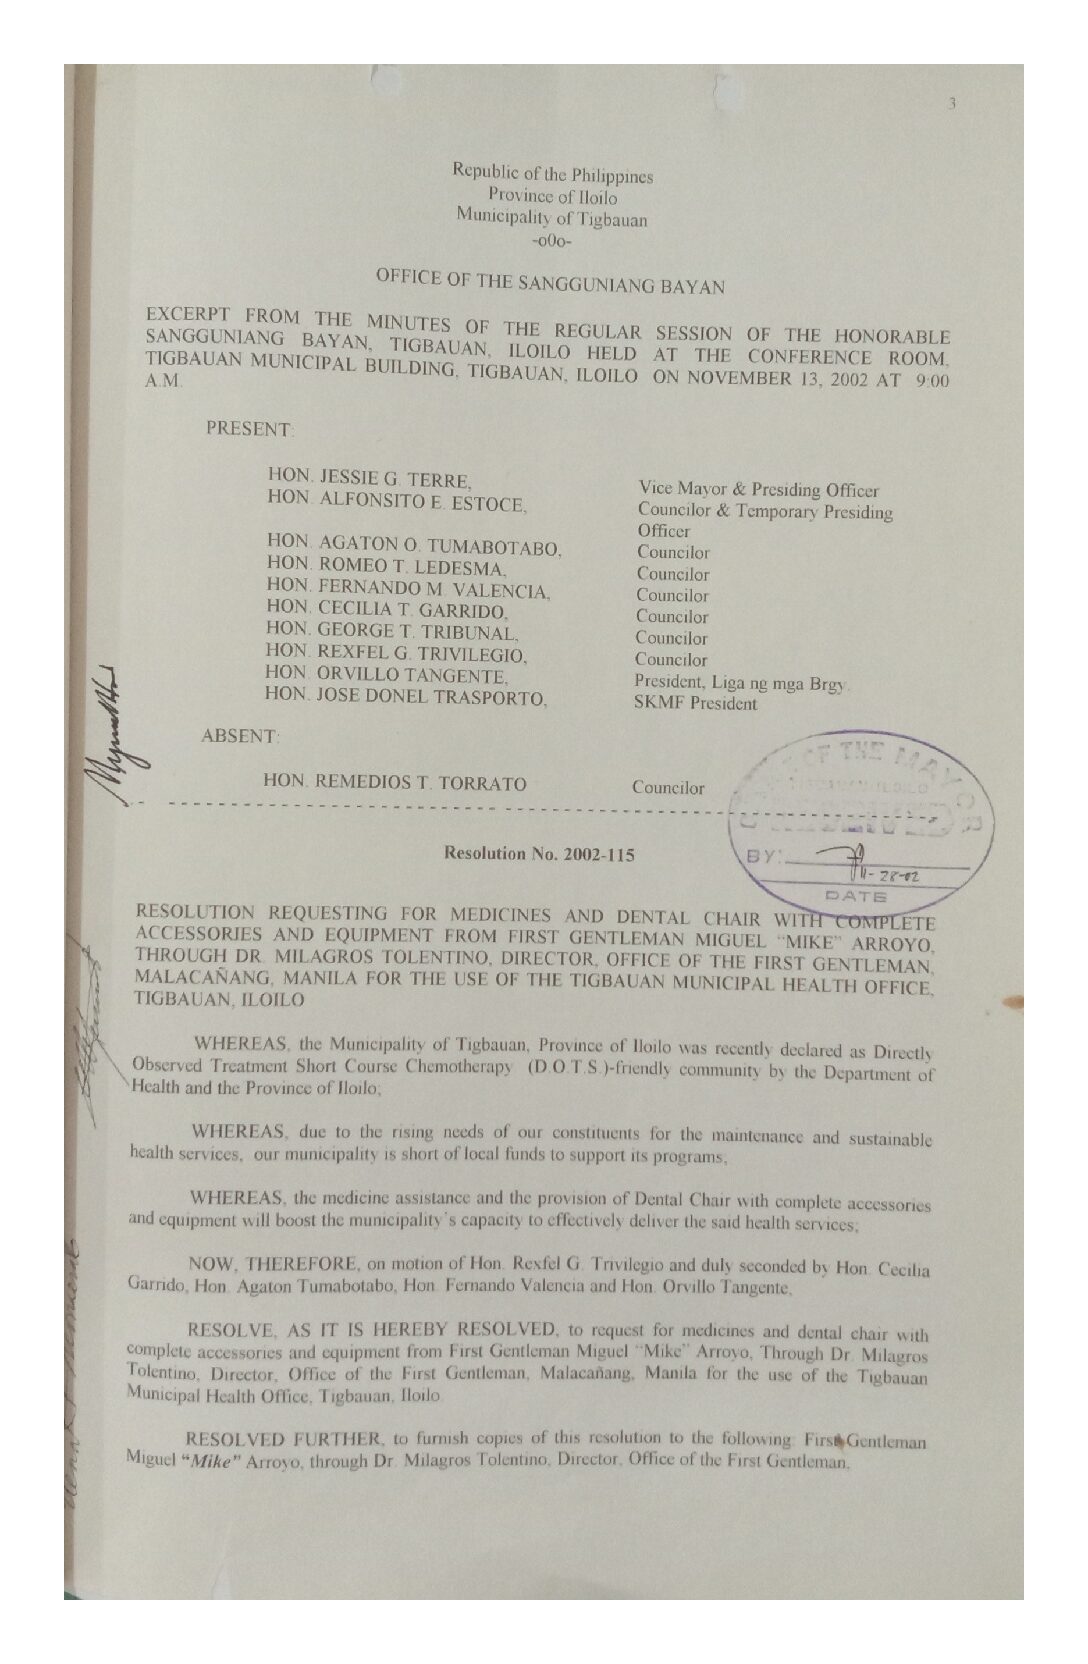 3
Republic of the Philippines
Province of Iloilo
Municipality of Tigbauan
-o0o-
OFFICE OF THE SANGGUNIANG BAYAN
EXCERPT FROM THE MINUTES OF THE REGULAR SESSION OF THE HONORABLE
SANGGUNIANG BAYAN, TIGBAUAN, ILOILO HELD AT THE CONFERENCE ROOM,
TIGBAUAN MUNICIPAL BUILDING, TIGBAUAN, ILOILO ON NOVEMBER 13, 2002 AT 9:00
A.M.
PRESENT:
HON. JESSIE G. TERRE, Vice Mayor & Presiding Officer
HON. ALFONSITO E. ESTOCE, Councilor & Temporary Presiding
Officer
HON. AGATON O. TUMABOTABO, Councilor
HON. ROMEO T. LEDESMA, Councilor
HON. FERNANDO M. VALENCIA, Councilor
HON. CECILIA T. GARRIDO, Councilor
HON. GEORGE T. TRIBUNAL, Councilor
HON. REXFEL G. TRIVILEGIO, Councilor
HON. ORVILLO TANGENTE, President, Liga ng mga Brgy.
HON. JOSE DONEL TRASPORTO, SKMF President
ABSENT:
HON. REMEDIOS T. TORRATO Councilor
OF THE MAYOR
BY:
11-28-02
DATE
Resolution No. 2002-115
RESOLUTION REQUESTING FOR MEDICINES AND DENTAL CHAIR WITH COMPLETE
ACCESSORIES AND EQUIPMENT FROM FIRST GENTLEMAN MIGUEL "MIKE" ARROYO,
THROUGH DR. MILAGROS TOLENTINO, DIRECTOR, OFFICE OF THE FIRST GENTLEMAN,
MALACAÑANG, MANILA FOR THE USE OF THE TIGBAUAN MUNICIPAL HEALTH OFFICE,
TIGBAUAN, ILOILO
WHEREAS, the Municipality of Tigbauan, Province of Iloilo was recently declared as Directly
Observed Treatment Short Course Chemotherapy (D.O.T.S.)-friendly community by the Department of
Health and the Province of Iloilo;
WHEREAS, due to the rising needs of our constituents for the maintenance and sustainable
health services, our municipality is short of local funds to support its programs;
WHEREAS, the medicine assistance and the provision of Dental Chair with complete accessories
and equipment will boost the municipality's capacity to effectively deliver the said health services;
NOW, THEREFORE, on motion of Hon. Rexfel G. Trivilegio and duly seconded by Hon. Cecilia
Garrido, Hon. Agaton Tumabotabo, Hon. Fernando Valencia and Hon. Orvillo Tangente,
RESOLVE, AS IT IS HEREBY RESOLVED, to request for medicines and dental chair with
complete accessories and equipment from First Gentleman Miguel "Mike" Arroyo, Through Dr. Milagros
Tolentino, Director, Office of the First Gentleman, Malacañang, Manila for the use of the Tigbauan
Municipal Health Office, Tigbauan, Iloilo.
RESOLVED FURTHER, to furnish copies of this resolution to the following: First Gentleman
Miguel "Mike" Arroyo, through Dr. Milagros Tolentino, Director, Office of the First Gentleman,